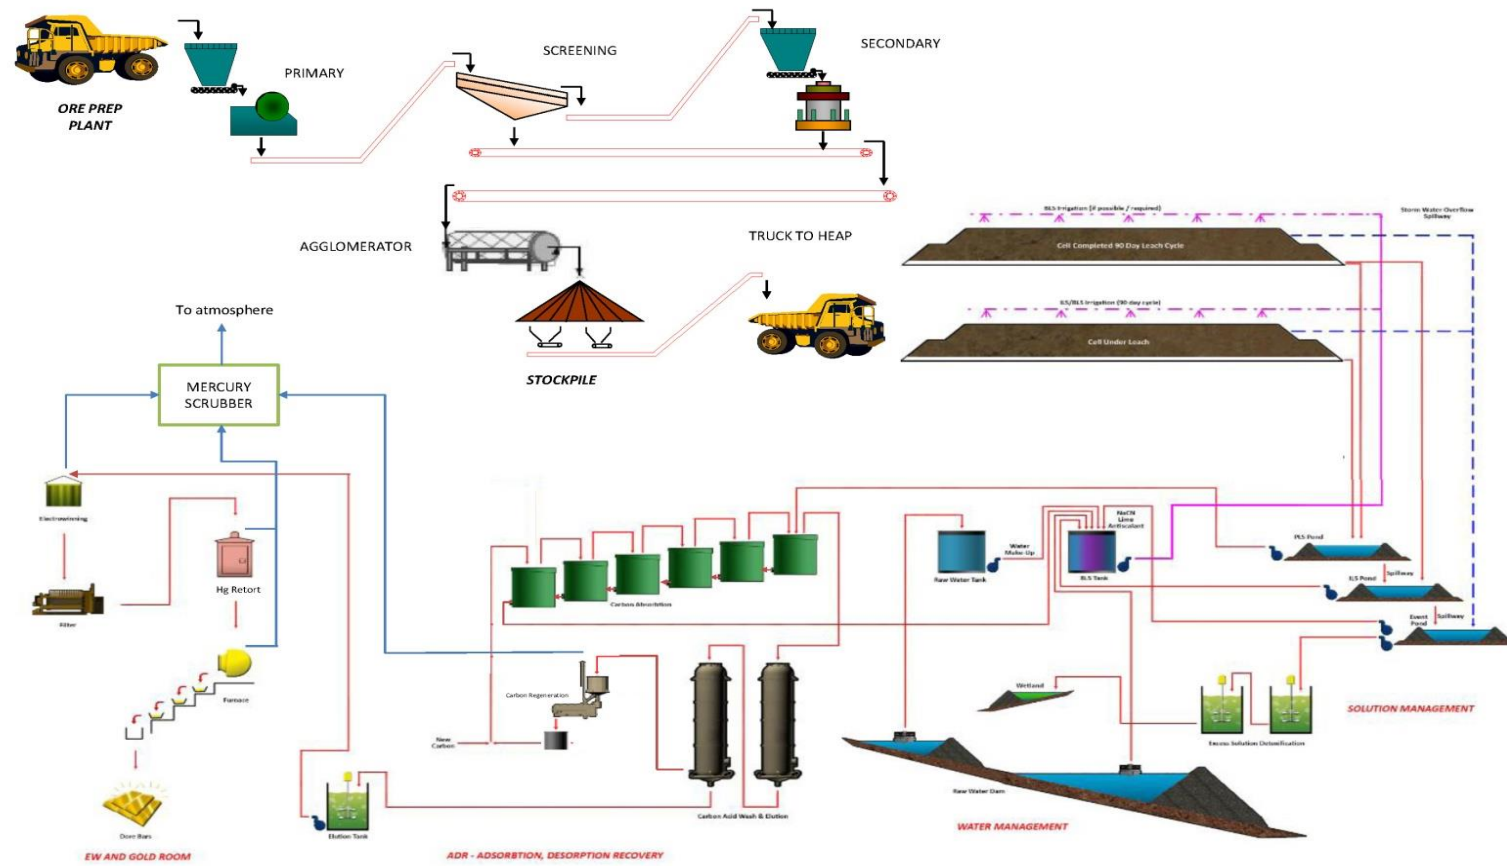 PRIMARY
SCREENING
SECONDARY
ORE PREP
PLANT
AGGLOMERATOR
TRUCK TO HEAP
STOCKPILE
BLS Irrigation (if possible / required)
Storm Water Overflow
Spillway
Cell Completed 90 Day Leach Cycle
ILS/BLS Irrigation (90 day cycle)
Cell Under Leach
To atmosphere
MERCURY
SCRUBBER
Electrowinning
Filter
Hg Retort
Furnace
Dore Bars
EW AND GOLD ROOM
Carbon Absorbtion
Carbon Regeneration
New
Carbon
Elution Tank
Carbon Acid Wash & Elution
ADR - ADSORBTION, DESORPTION RECOVERY
Raw Water Tank
Water
Make-Up
BLS Tank
NaCN
Lime
Antiscalant
PLS Pond
Spillway
ILS Pond
Spillway
Event
Pond
Wetland
Excess Solution Detoxification
SOLUTION MANAGEMENT
Raw Water Dam
WATER MANAGEMENT